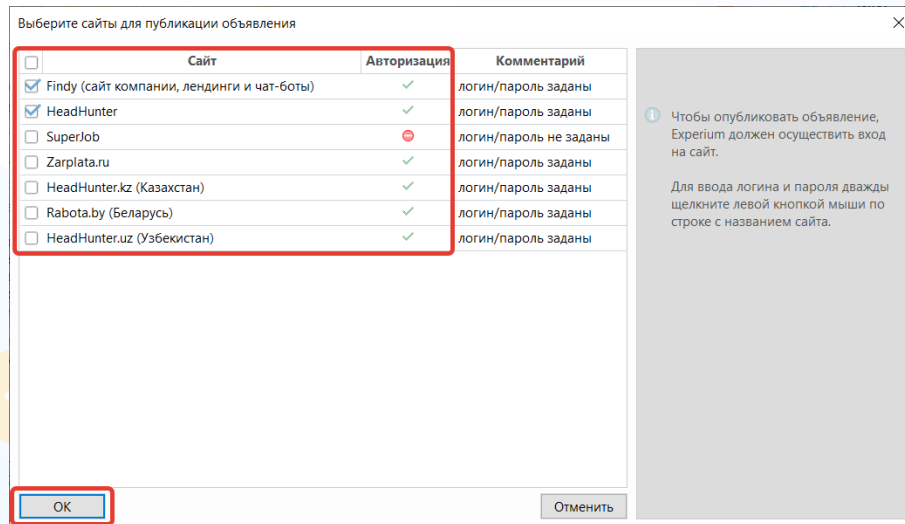 Выберите сайты для публикации объявления
Сайт Авторизация Комментарий
Findy (сайт компании, лендинги и чат-боты) логин/пароль заданы
HeadHunter логин/пароль заданы
SuperJob логин/пароль не заданы
Zarplata.ru логин/пароль заданы
HeadHunter.kz (Казахстан) логин/пароль заданы
Rabota.by (Беларусь) логин/пароль заданы
HeadHunter.uz (Узбекистан) логин/пароль заданы
Чтобы опубликовать объявление,
Experium должен осуществить вход
на сайт.
Для ввода логина и пароля дважды
щелкните левой кнопкой мыши по
строке с названием сайта.
OK Отменить